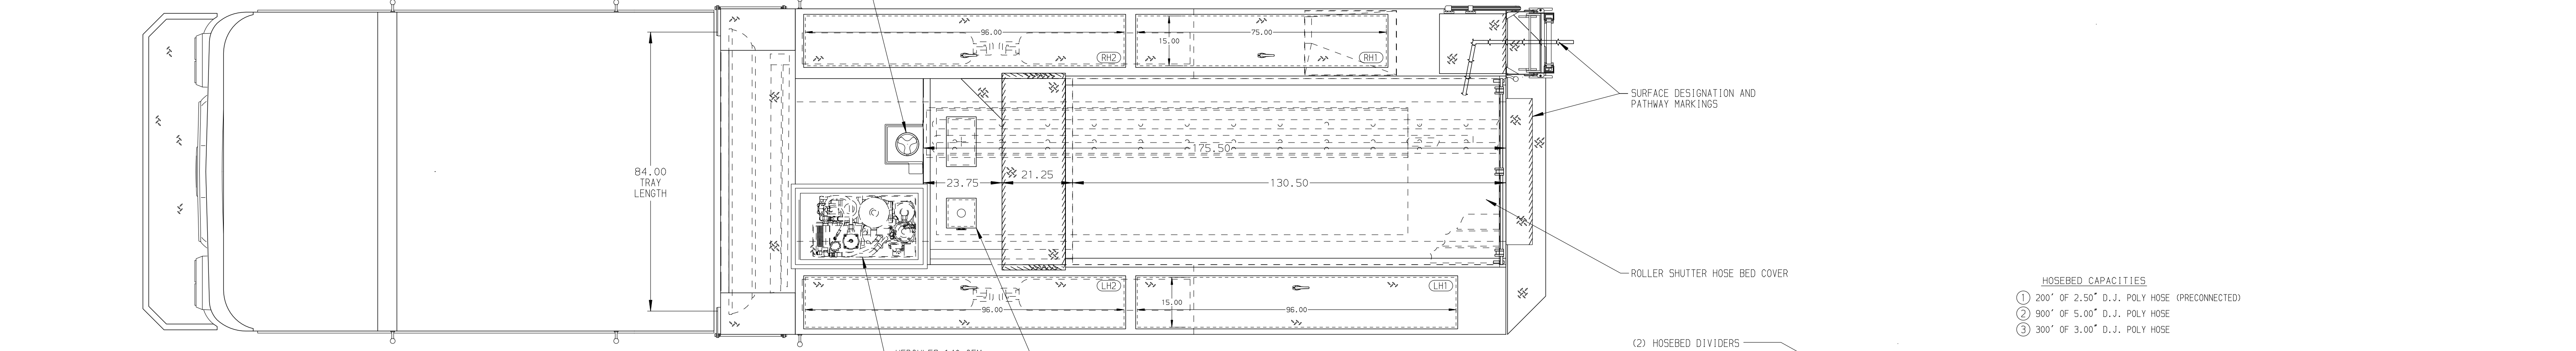 96.00
RH2
15.00
75.00
RH1
84.00
TRAY
LENGTH
SURFACE DESIGNATION AND
PATHWAY MARKINGS
175.50
23.75
21.25
130.50
ROLLER SHUTTER HOSE BED COVER
LH2
96.00
15.00
LH1
96.00
HOSEBED CAPACITIES
1 200' OF 2.50" D.J. POLY HOSE (PRECONNECTED)
2 900' OF 5.00" D.J. POLY HOSE
3 300' OF 3.00" D.J. POLY HOSE
(2) HOSEBED DIVIDERS